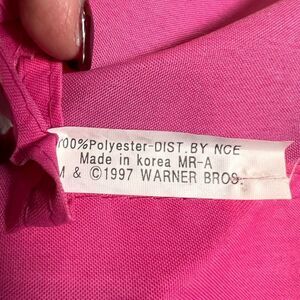 100%Polyester-DIST.BY NCE
Made in korea MR-A
M & ©1997 WARNER BROS.